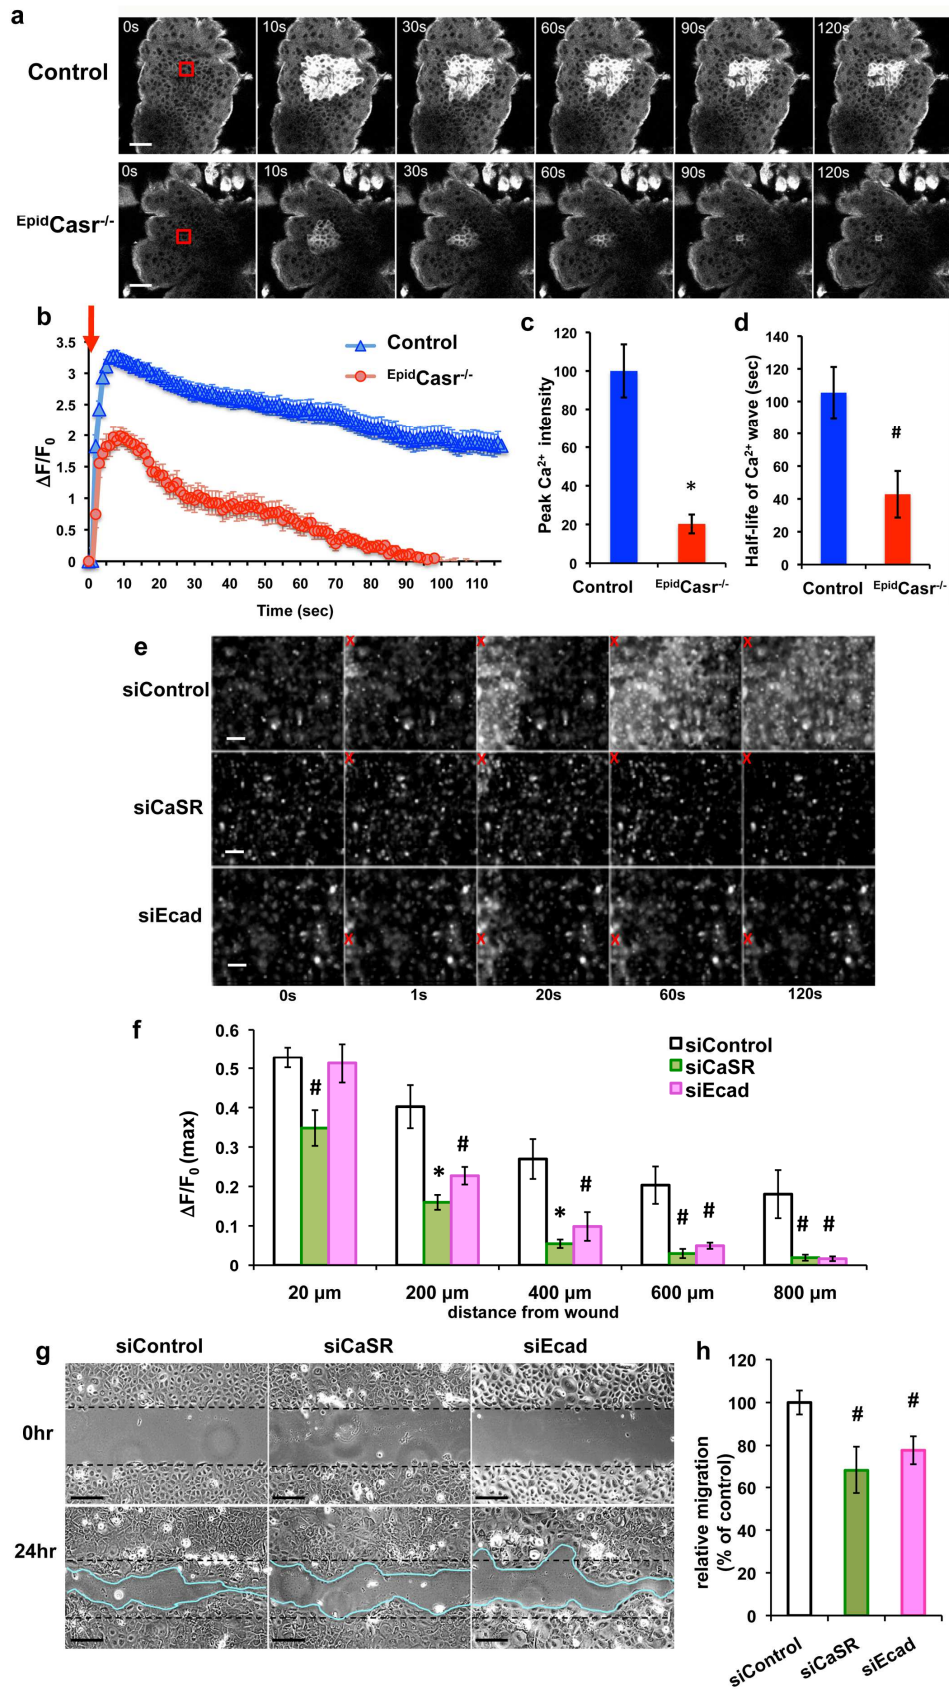 a
Control
0s 10s 30s 60s 90s 120s
EpidCasr-/-
0s 10s 30s 60s 90s 120s
b
ΔF/F0
3.5
3
2.5
2
1.5
1
0.5
0
0 10 20 30 40 50 60 70 80 90 100 110
Time (sec)
Control
EpidCasr-/-
c
Peak Ca2+ intensity
120
100
80
60
40
20
0
*
Control EpidCasr-/-
d
Half-life of Ca2+ wave (sec)
140
120
100
80
60
40
20
0
#
Control EpidCasr-/-
e
siControl
X X X X
siCaSR
X X X X
siEcad
X X X X
0s 1s 20s 60s 120s
f
ΔF/F0 (max)
0.6
0.5
0.4
0.3
0.2
0.1
0
siControl
siCaSR
siEcad
#
* #
* #
# #
# #
20 µm 200 µm 400 µm 600 µm 800 µm
distance from wound
g
siControl siCaSR siEcad
0hr
24hr
h
relative migration
(% of control)
120
100
80
60
40
20
0
# #
siControl siCaSR siEcad